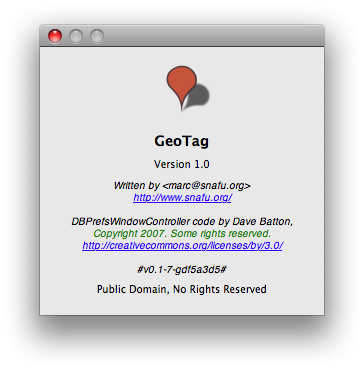 GeoTag
Version 1.0
Written by <marc@snafu.org>
http://www.snafu.org/
DBPrefsWindowController code by Dave Batton,
Copyright 2007. Some rights reserved.
http://creativecommons.org/licenses/by/3.0/
#v0.1-7-gdf5a3d5#
Public Domain, No Rights Reserved